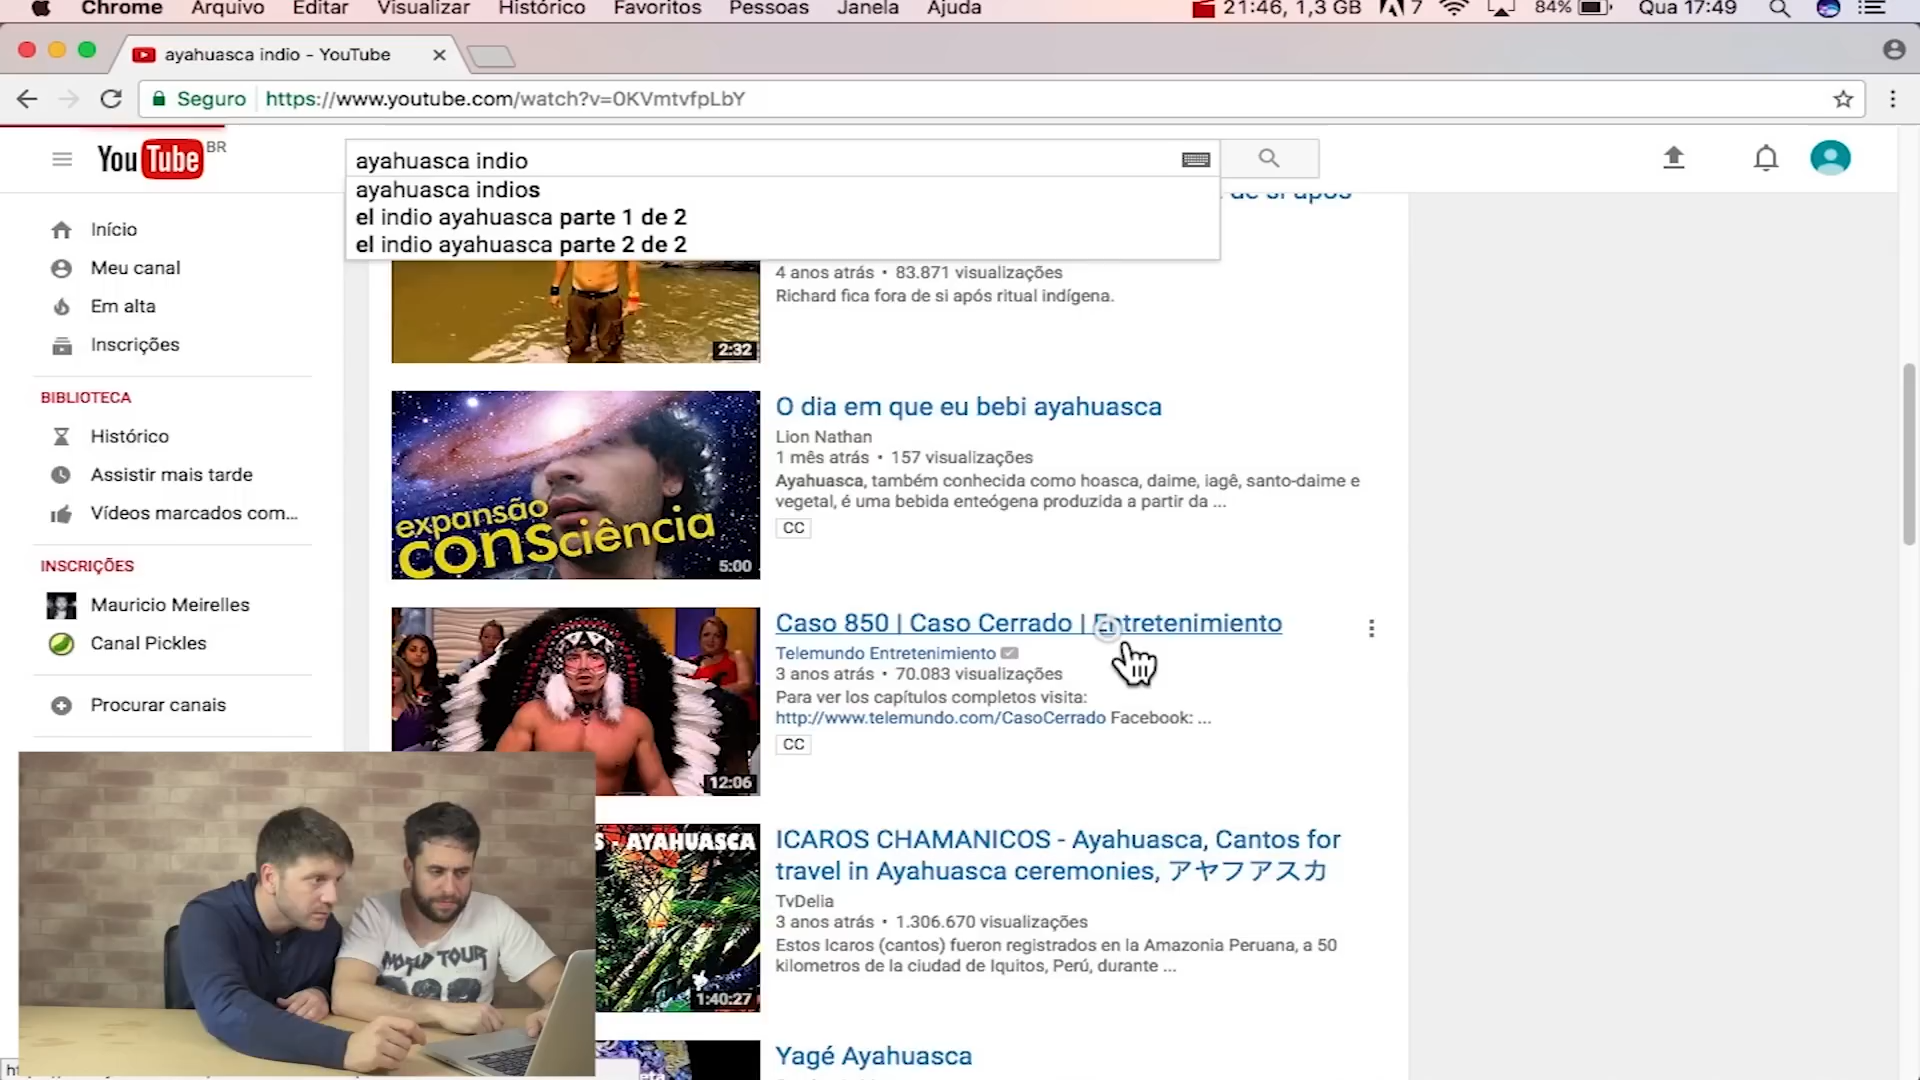 Chrome Arquivo Editar Visualizar Histórico Favoritos Pessoas Janela Ajuda 21:46, 1,3 GB 7 84% Qua 17:49
ayahuasca indio - YouTube
Seguro https://www.youtube.com/watch?v=0KVmtvfpLbY
YouTube BR
ayahuasca indio
ayahuasca indios
el indio ayahuasca parte 1 de 2
el indio ayahuasca parte 2 de 2
de si após
Início
Meu canal
Em alta
Inscrições
BIBLIOTECA
Histórico
Assistir mais tarde
Vídeos marcados com...
INSCRIÇÕES
Mauricio Meirelles
Canal Pickles
Procurar canais
4 anos atrás • 83.871 visualizações
Richard fica fora de si após ritual indígena.
2:32
O dia em que eu bebi ayahuasca
Lion Nathan
1 mês atrás • 157 visualizações
Ayahuasca, também conhecida como hoasca, daime, iagê, santo-daime e
vegetal, é uma bebida enteógena produzida a partir da ...
CC
expansão
consciência
5:00
Caso 850 | Caso Cerrado | Entretenimiento
Telemundo Entretenimiento
3 anos atrás • 70.083 visualizações
Para ver los capítulos completos visita:
http://www.telemundo.com/CasoCerrado Facebook: ...
CC
12:06
S - AYAHUASCA
1:40:27
ICAROS CHAMANICOS - Ayahuasca, Cantos for
travel in Ayahuasca ceremonies, アヤフアスカ
TvDelia
3 anos atrás • 1.306.670 visualizações
Estos Icaros (cantos) fueron registrados en la Amazonia Peruana, a 50
kilometros de la ciudad de Iquitos, Perú, durante ...
Yagé Ayahuasca
WORLD TOUR